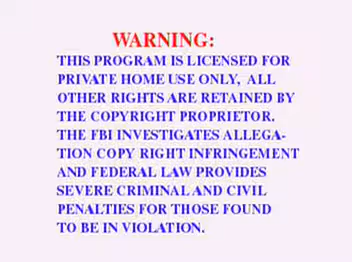 WARNING:
THIS PROGRAM IS LICENSED FOR
PRIVATE HOME USE ONLY, ALL
OTHER RIGHTS ARE RETAINED BY
THE COPYRIGHT PROPRIETOR.
THE FBI INVESTIGATES ALLEGA-
TION COPY RIGHT INFRINGEMENT
AND FEDERAL LAW PROVIDES
SEVERE CRIMINAL AND CIVIL
PENALTIES FOR THOSE FOUND
TO BE IN VIOLATION.